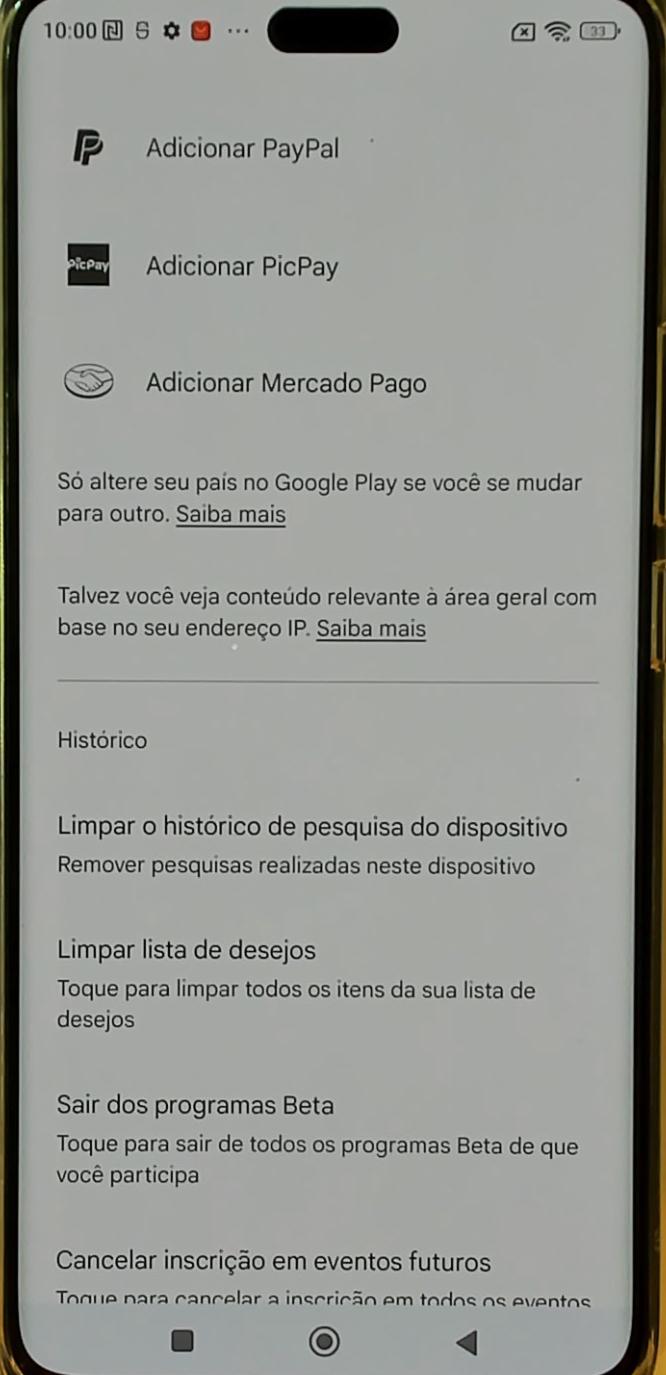 10:00
33
Adicionar PayPal
PicPay
Adicionar PicPay
Adicionar Mercado Pago
Só altere seu país no Google Play se você se mudar
para outro. Saiba mais
Talvez você veja conteúdo relevante à área geral com
base no seu endereço IP. Saiba mais
Histórico
Limpar o histórico de pesquisa do dispositivo
Remover pesquisas realizadas neste dispositivo
Limpar lista de desejos
Toque para limpar todos os itens da sua lista de
desejos
Sair dos programas Beta
Toque para sair de todos os programas Beta de que
você participa
Cancelar inscrição em eventos futuros
Toque para cancelar a inscrição em todos os eventos